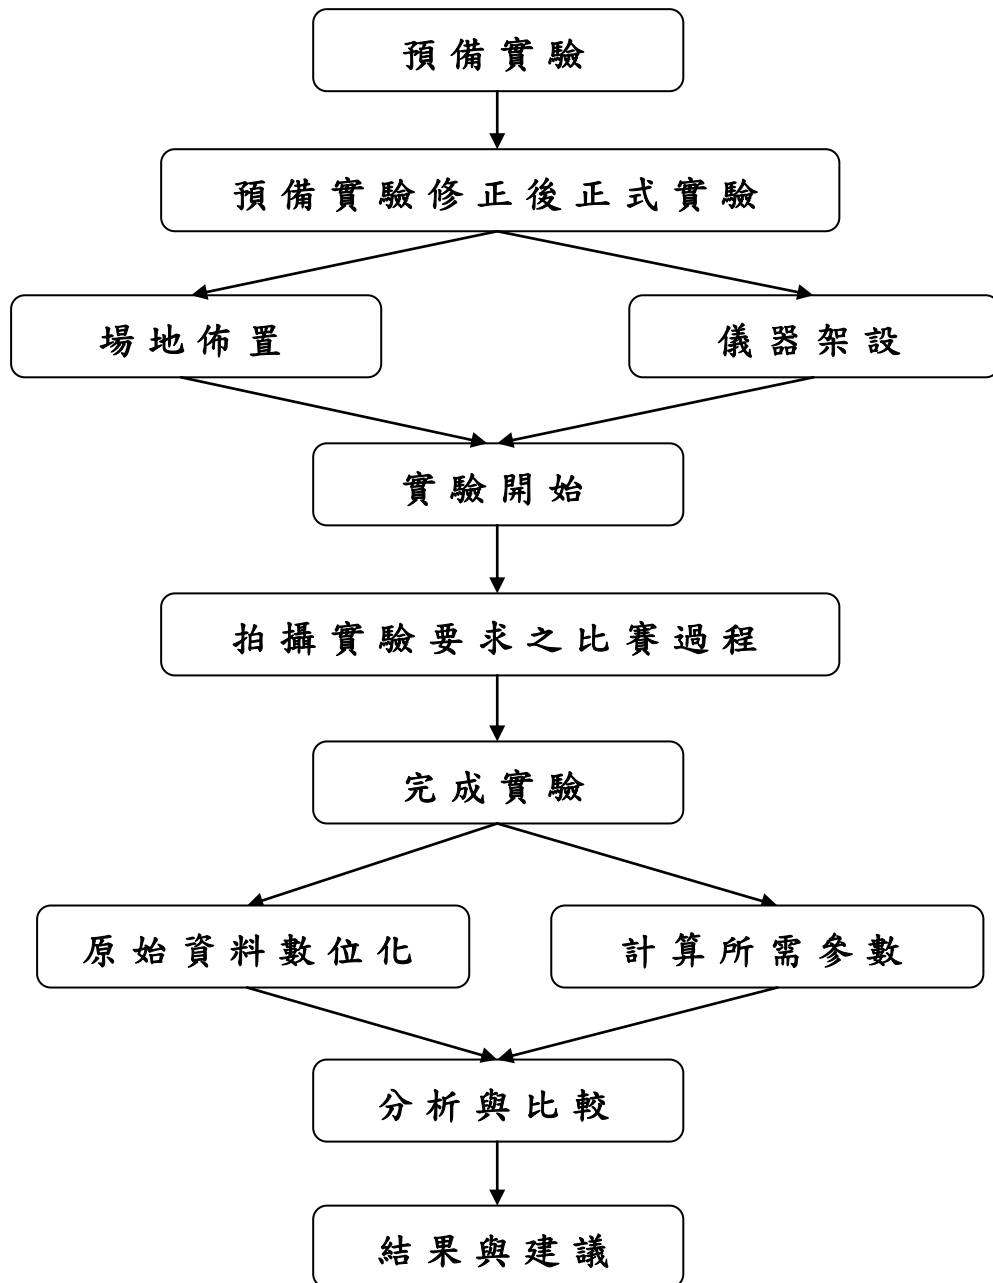 預備實驗
預備實驗修正後正式實驗
場地佈置
儀器架設
實驗開始
拍攝實驗要求之比賽過程
完成實驗
原始資料數位化
計算所需參數
分析與比較
結果與建議